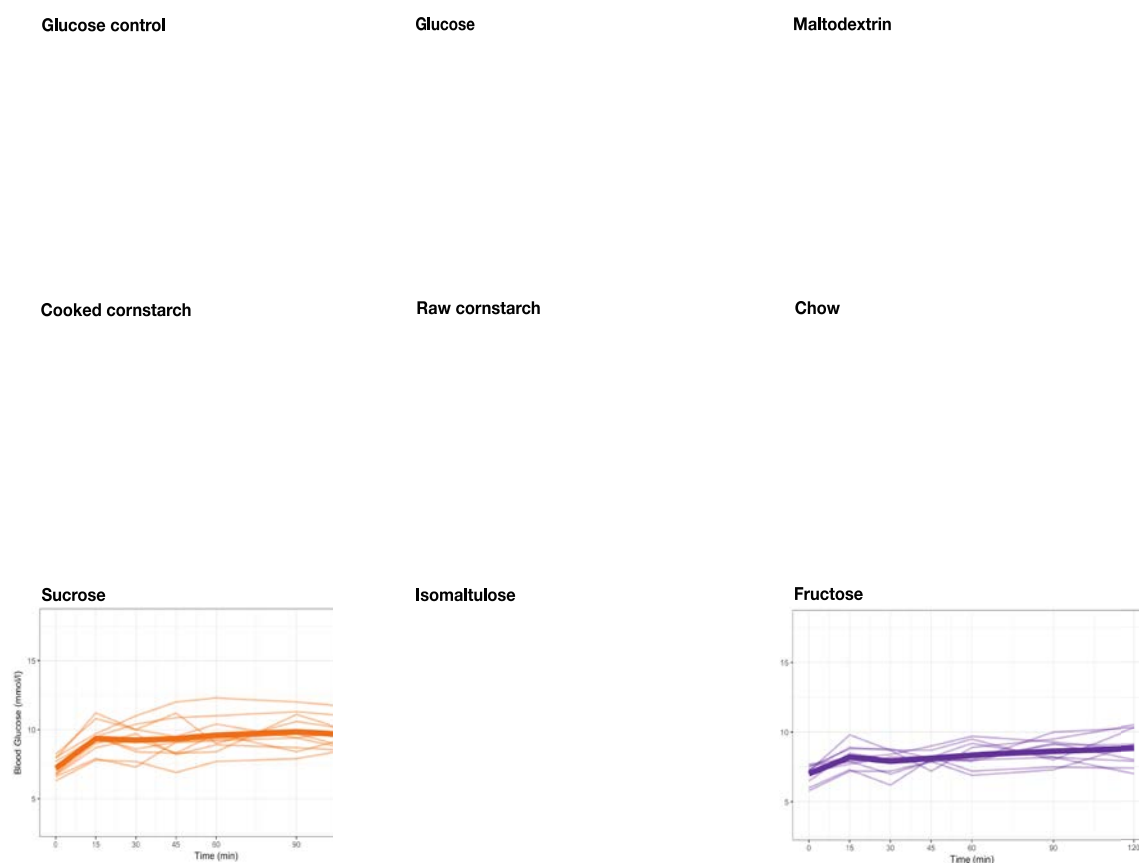 Glucose control
Glucose
Maltodextrin
Cooked cornstarch
Raw cornstarch
Chow
Sucrose
Isomaltulose
Fructose
Blood Glucose (mmol/l)
15
10
5
0 15 30 45 60 90
Time (min)
15
10
5
0 15 30 45 60 90 120
Time (min)